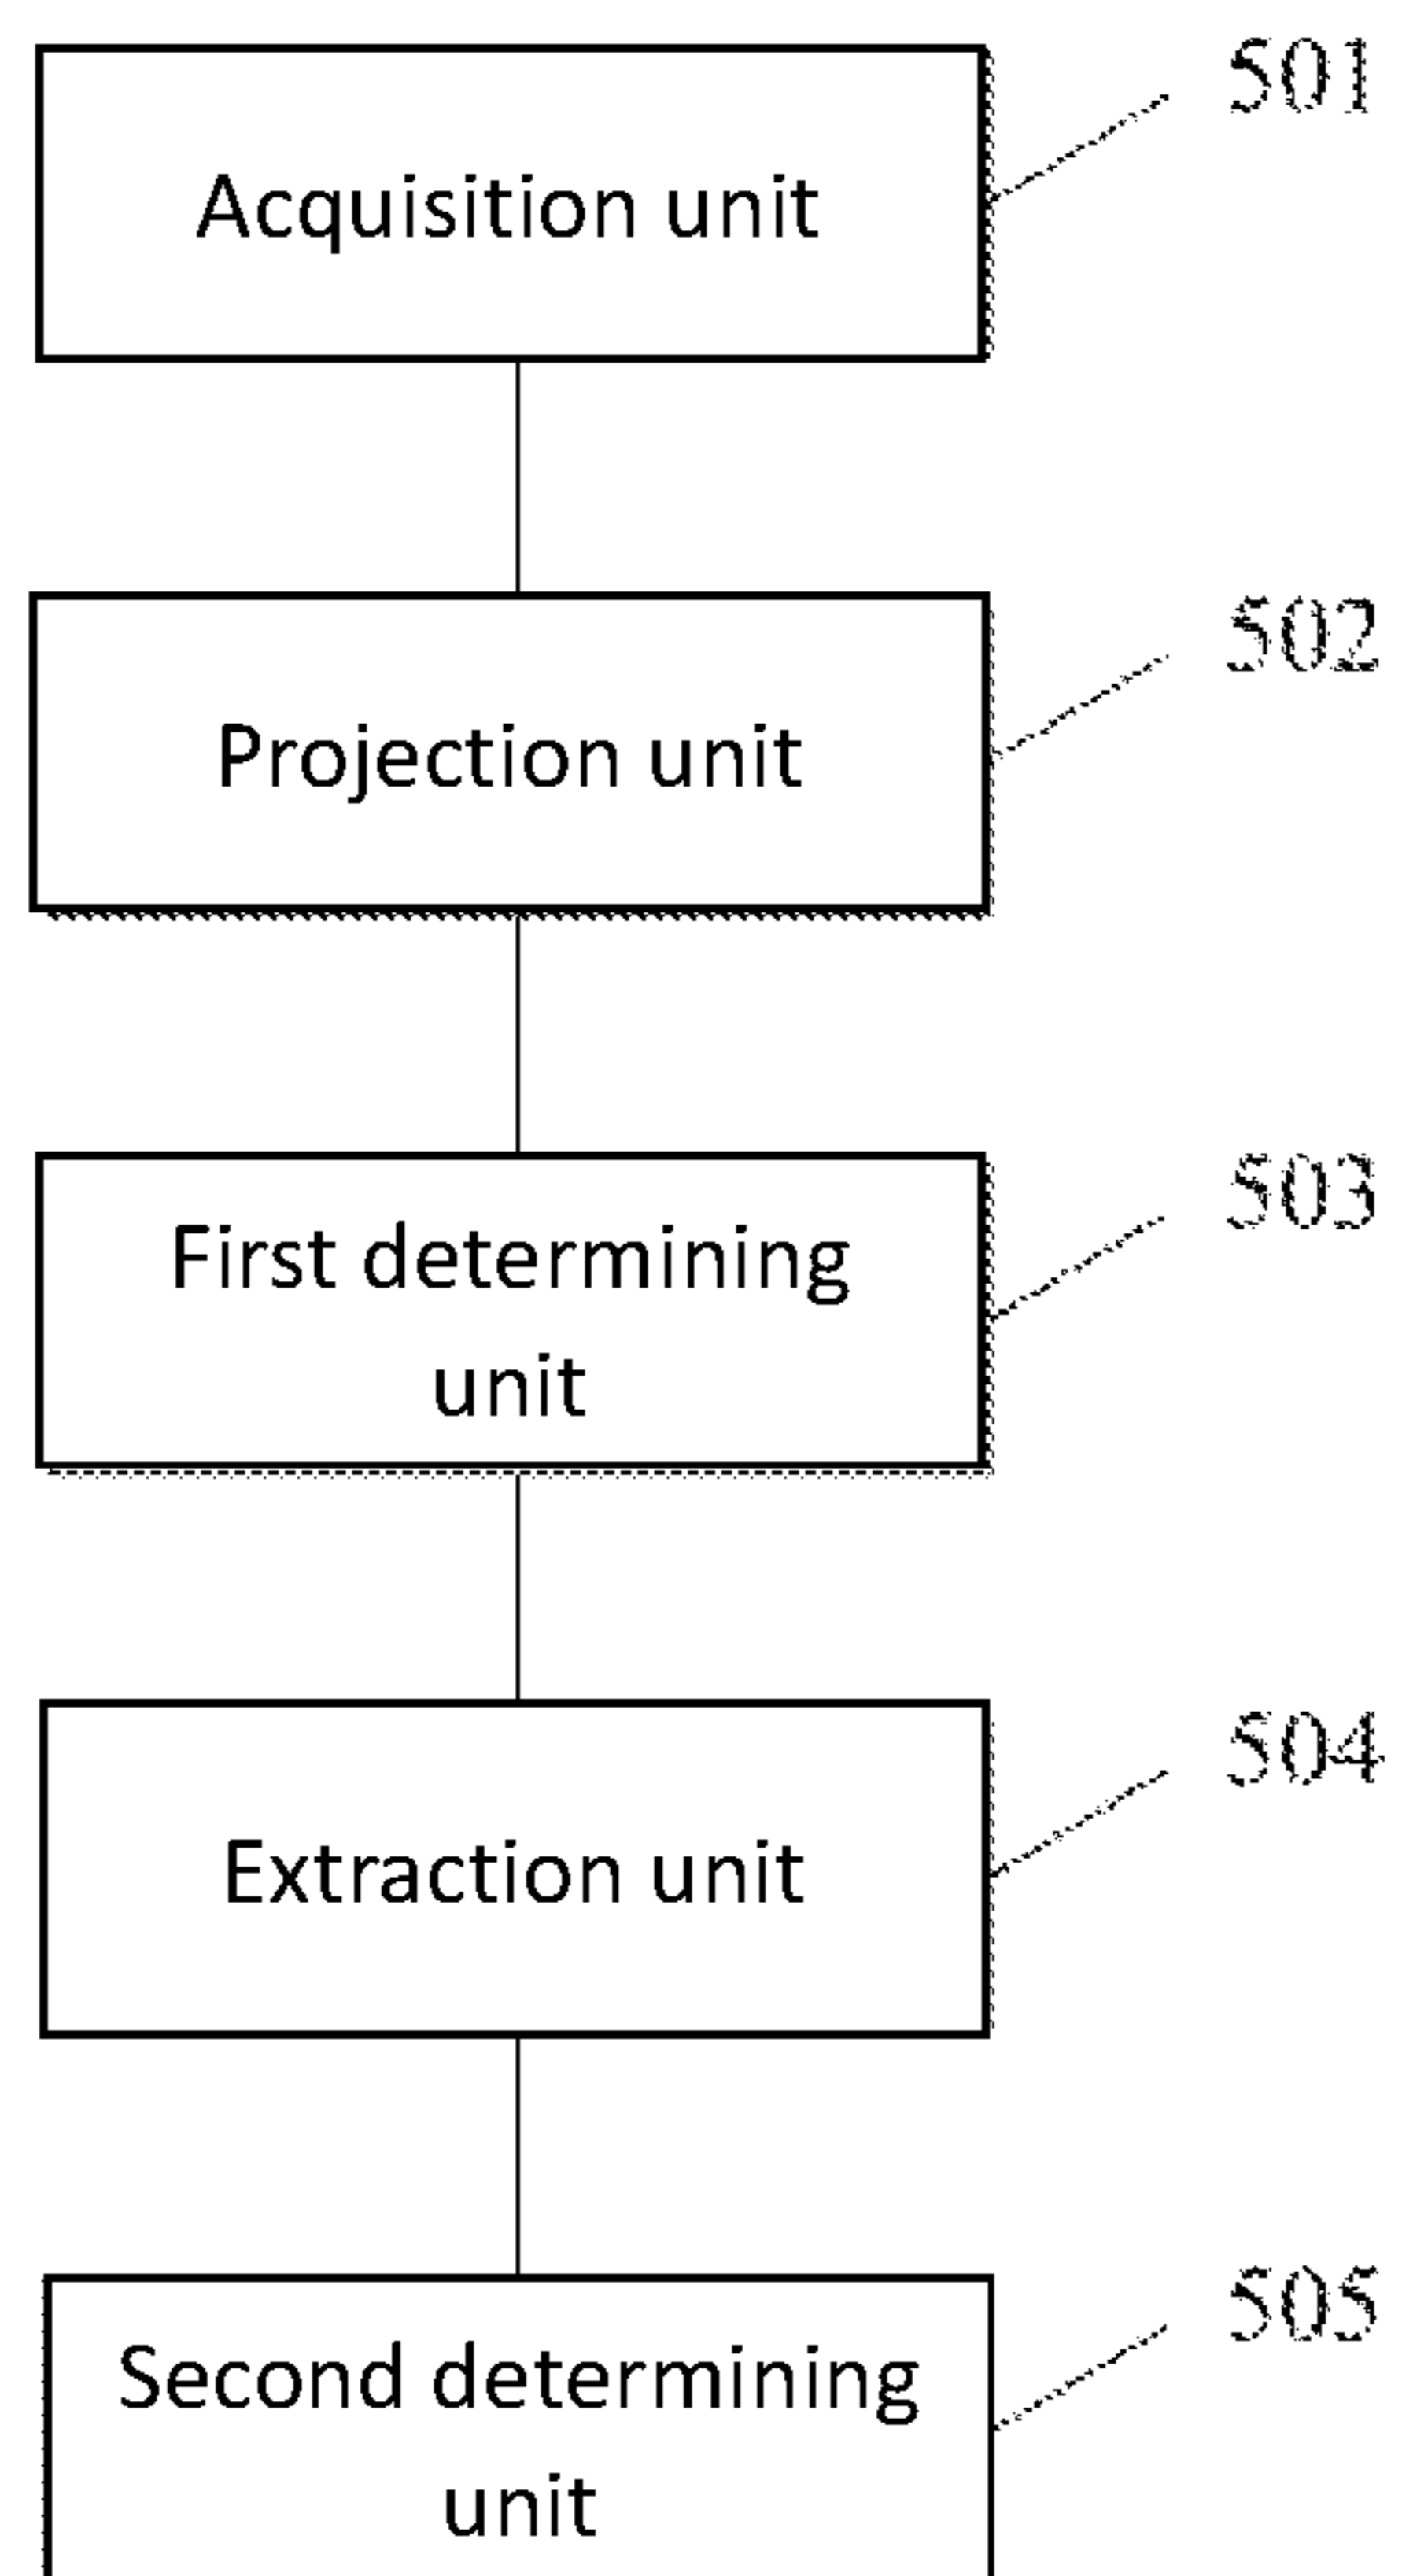 501
Acquisition unit
502
Projection unit
503
First determining
unit
504
Extraction unit
505
Second determining
unit